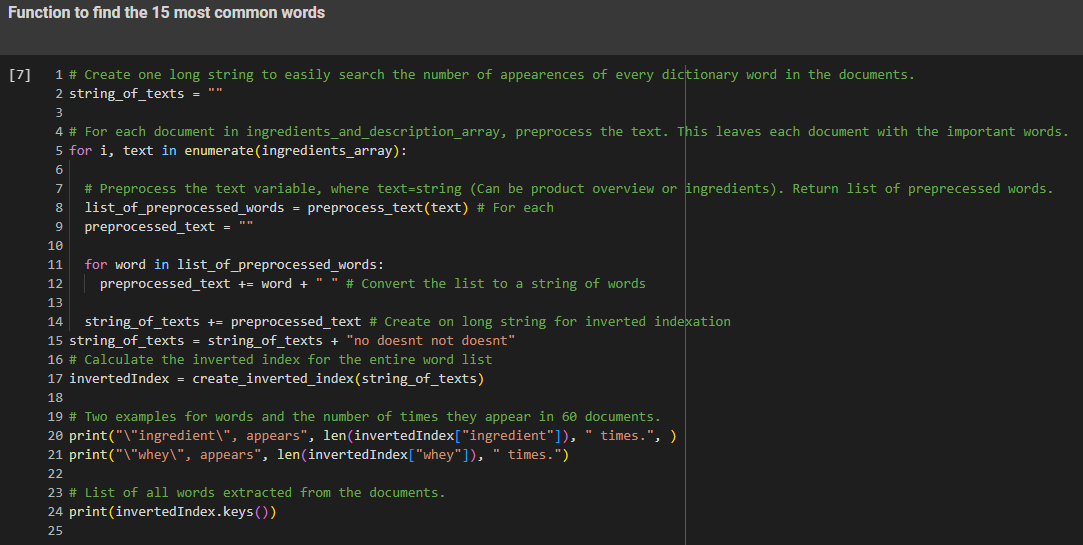 Function to find the 15 most common words
[7] 1 # Create one long string to easily search the number of appearences of every dictionary word in the documents.
2 string_of_texts = ""
3
4 # For each document in ingredients_and_description_array, preprocess the text. This leaves each document with the important words.
5 for i, text in enumerate(ingredients_array):
6
7   # Preprocess the text variable, where text=string (Can be product overview or ingredients). Return list of preprecessed words.
8   list_of_preprocessed_words = preprocess_text(text) # For each
9   preprocessed_text = ""
10
11   for word in list_of_preprocessed_words:
12     preprocessed_text += word + " " # Convert the list to a string of words
13
14   string_of_texts += preprocessed_text # Create on long string for inverted indexation
15 string_of_texts = string_of_texts + "no doesnt not doesnt"
16 # Calculate the inverted index for the entire word list
17 invertedIndex = create_inverted_index(string_of_texts)
18
19 # Two examples for words and the number of times they appear in 60 documents.
20 print("\"ingredient\", appears", len(invertedIndex["ingredient"]), " times.", )
21 print("\"whey\", appears", len(invertedIndex["whey"]), " times.")
22
23 # List of all words extracted from the documents.
24 print(invertedIndex.keys())
25